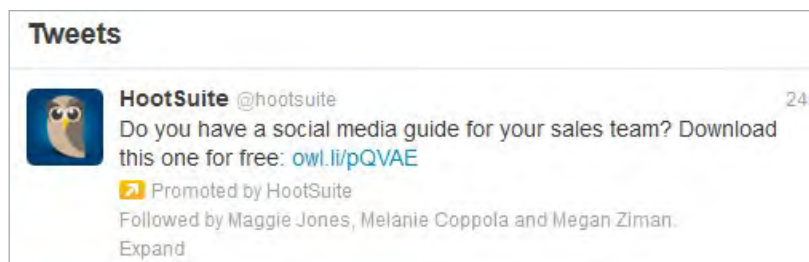 Tweets
HootSuite @hootsuite 24
Do you have a social media guide for your sales team? Download
this one for free: owl.li/pQVAE
Promoted by HootSuite
Followed by Maggie Jones, Melanie Coppola and Megan Ziman.
Expand